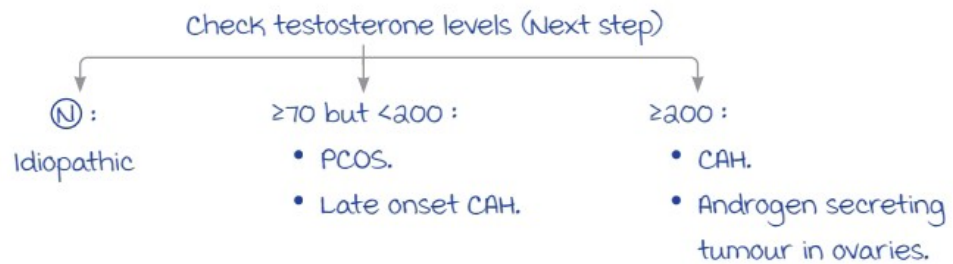 Check testosterone levels (Next step)
Ⓝ :
Idiopathic
≥70 but <200 :
• PCOS.
• Late onset CAH.
≥200 :
• CAH.
• Androgen secreting
tumour in ovaries.